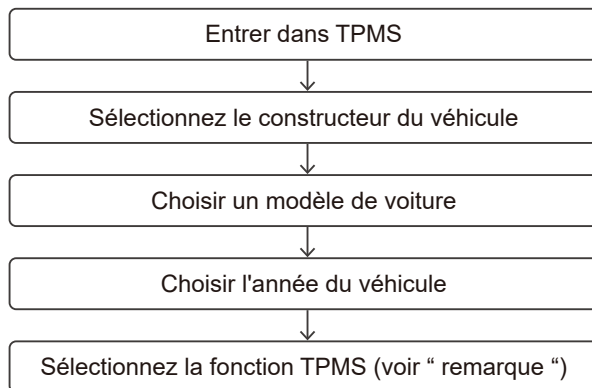 Entrer dans TPMS
Sélectionnez le constructeur du véhicule
Choisir un modèle de voiture
Choisir l'année du véhicule
Sélectionnez la fonction TPMS (voir “ remarque “)